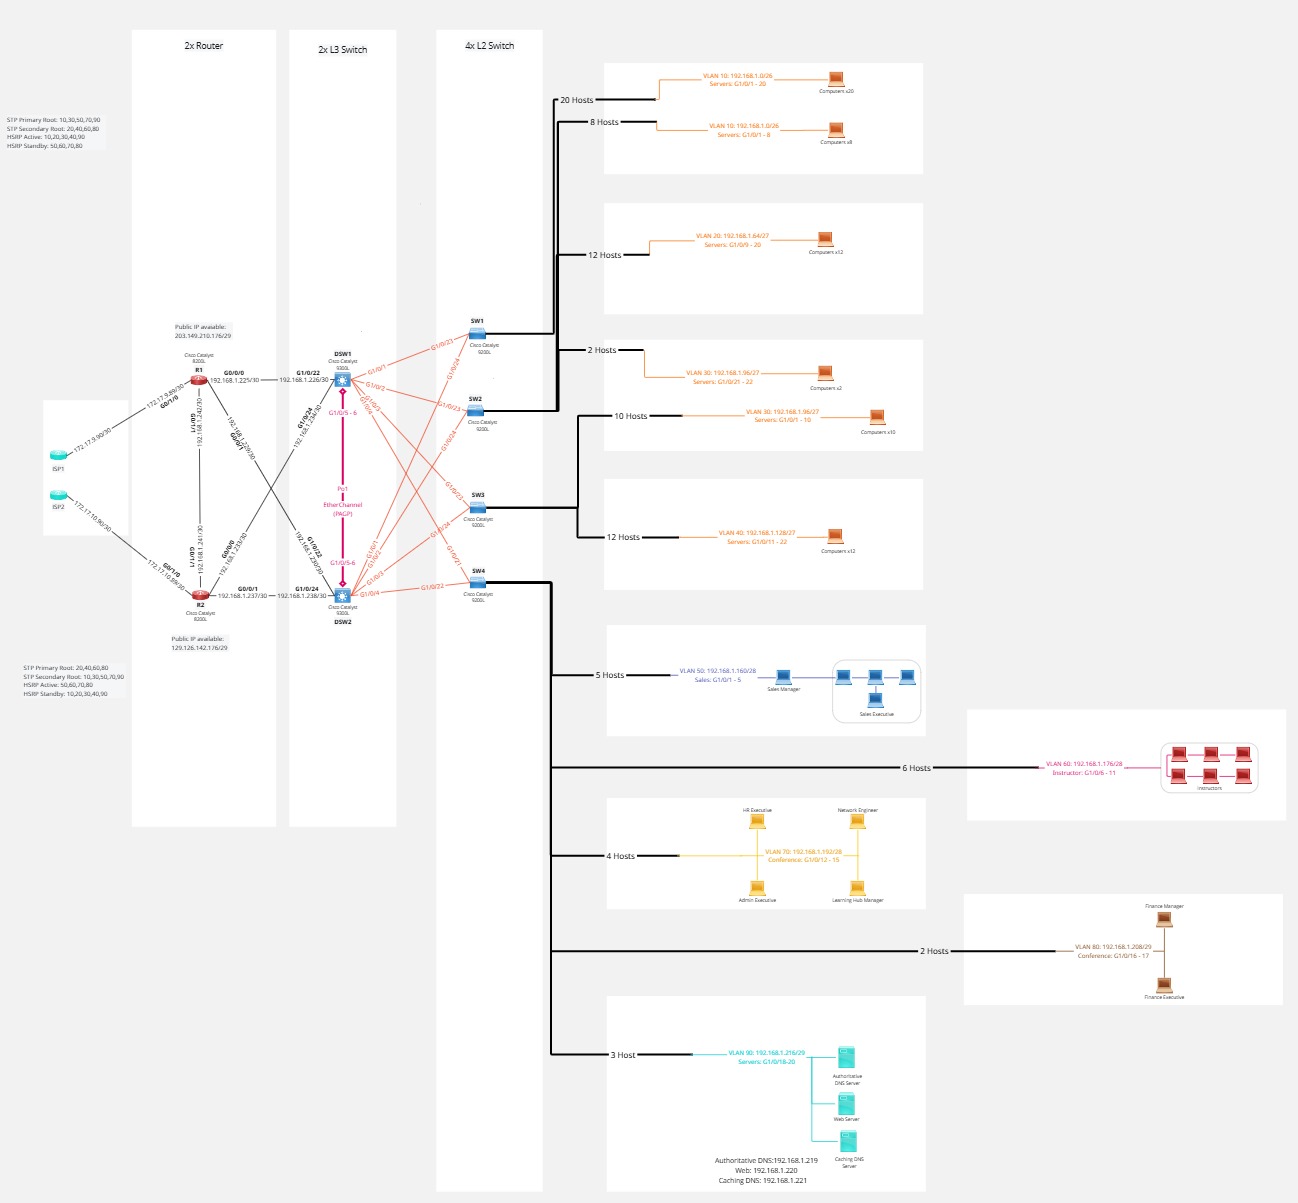 2x Router
2x L3 Switch
4x L2 Switch
STP Primary Root: 10,30,50,70,90
STP Secondary Root: 20,40,60,80
HSRP Active: 10,20,30,40,90
HSRP Standby: 50,60,70,80
20 Hosts
VLAN 10: 192.168.1.0/26
Servers: G1/0/1 - 20
Computers x20
8 Hosts
VLAN 10: 192.168.1.0/26
Servers: G1/0/1 - 8
Computers x8
12 Hosts
VLAN 20: 192.168.1.64/27
Servers: G1/0/9 - 20
Computers x12
Public IP avaiable:
203.149.210.176/29
Cisco Catalyst
8200L
R1
G0/0/0
192.168.1.225/30
G1/0/22
192.168.1.226/30
DSW1
Cisco Catalyst
9300L
G1/0/1
G1/0/2
G1/0/3
G1/0/4
G1/0/23
G1/0/24
SW1
Cisco Catalyst
9200L
G1/0/23
G1/0/24
SW2
Cisco Catalyst
9200L
2 Hosts
VLAN 30: 192.168.1.96/27
Servers: G1/0/21 - 22
Computers x2
10 Hosts
VLAN 30: 192.168.1.96/27
Servers: G1/0/1 - 10
Computers x10
172.17.9.89/30
G0/1/0
172.17.9.90/30
ISP1
ISP2
172.17.10.90/30
G0/1/0
172.17.10.89/30
G0/1/1
192.168.1.242/30
G0/1/1
192.168.1.241/30
192.168.1.229/30
G0/0/1
G1/0/22
192.168.1.230/30
G1/0/24
192.168.1.234/30
G0/0/0
192.168.1.233/30
G1/0/5 - 6
Po1
EtherChannel
(PAGP)
G1/0/5-6
G1/0/23
G1/0/24
SW3
Cisco Catalyst
9200L
12 Hosts
VLAN 40: 192.168.1.128/27
Servers: G1/0/11 - 22
Computers x12
G1/0/1
G1/0/2
G1/0/3
G1/0/4
G1/0/21
G1/0/22
SW4
Cisco Catalyst
9200L
R2
Cisco Catalyst
8200L
G0/0/1
192.168.1.237/30
G1/0/24
192.168.1.238/30
Cisco Catalyst
9300L
DSW2
Public IP available:
129.126.142.176/29
STP Primary Root: 20,40,60,80
STP Secondary Root: 10,30,50,70,90
HSRP Active: 50,60,70,80
HSRP Standby: 10,20,30,40,90
5 Hosts
VLAN 50: 192.168.1.160/28
Sales: G1/0/1 - 5
Sales Manager
Sales Executive
6 Hosts
VLAN 60: 192.168.1.176/28
Instructor: G1/0/6 - 11
Instructors
4 Hosts
HR Executive
Network Engineer
VLAN 70: 192.168.1.192/28
Conference: G1/0/12 - 15
Admin Executive
Learning Hub Manager
2 Hosts
Finance Manager
VLAN 80: 192.168.1.208/29
Conference: G1/0/16 - 17
Finance Executive
3 Host
VLAN 90: 192.168.1.216/29
Servers: G1/0/18-20
Authoritative
DNS Server
Web Server
Caching DNS
Server
Authoritative DNS:192.168.1.219
Web: 192.168.1.220
Caching DNS: 192.168.1.221